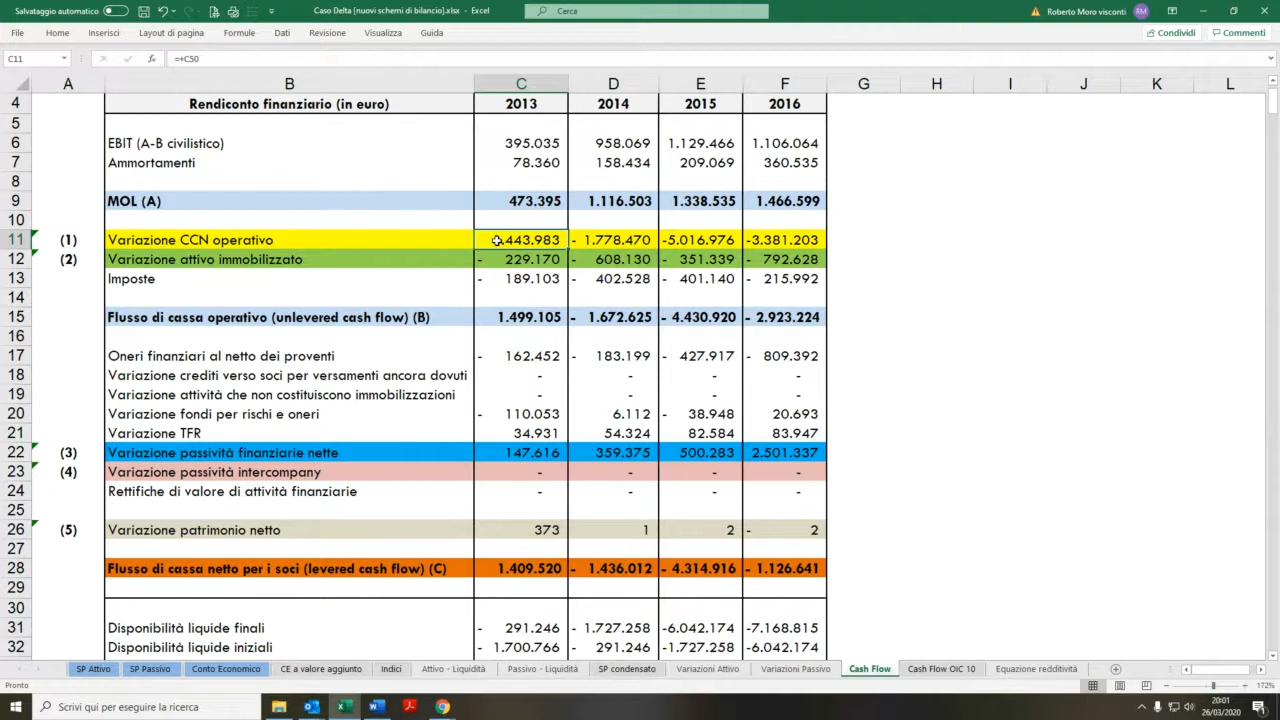 Salvataggio automatico Caso Delta [nuovi schemi di bilancio].xlsx - Excel Cerca Roberto Moro visconti RM
File Home Inserisci Layout di pagina Formule Dati Revisione Visualizza Guida Condividi Commenti
C11 fx =+C50
A B C D E F G H I J K L
4 Rendiconto finanziario (in euro) 2013 2014 2015 2016
5
6 EBIT (A-B civilistico) 395.035 958.069 1.129.466 1.106.064
7 Ammortamenti 78.360 158.434 209.069 360.535
8
9 MOL (A) 473.395 1.116.503 1.338.535 1.466.599
10
11 (1) Variazione CCN operativo .443.983 - 1.778.470 -5.016.976 -3.381.203
12 (2) Variazione attivo immobilizzato - 229.170 - 608.130 - 351.339 - 792.628
13 Imposte - 189.103 - 402.528 - 401.140 - 215.992
14
15 Flusso di cassa operativo (unlevered cash flow) (B) 1.499.105 - 1.672.625 - 4.430.920 - 2.923.224
16
17 Oneri finanziari al netto dei proventi - 162.452 - 183.199 - 427.917 - 809.392
18 Variazione crediti verso soci per versamenti ancora dovuti - - - -
19 Variazione attività che non costituiscono immobilizzazioni - - - -
20 Variazione fondi per rischi e oneri - 110.053 6.112 - 38.948 20.693
21 Variazione TFR 34.931 54.324 82.584 83.947
22 (3) Variazione passività finanziarie nette 147.616 359.375 500.283 2.501.337
23 (4) Variazione passività intercompany - - - -
24 Rettifiche di valore di attività finanziarie - - - -
25
26 (5) Variazione patrimonio netto 373 1 2 - 2
27
28 Flusso di cassa netto per i soci (levered cash flow) (C) 1.409.520 - 1.436.012 - 4.314.916 - 1.126.641
29
30
31 Disponibilità liquide finali - 291.246 - 1.727.258 -6.042.174 -7.168.815
32 Disponibilità liquide iniziali -1.700.766 - 291.246 -1.727.258 -6.042.174
SP Attivo SP Passivo Conto Economico CE a valore aggiunto Indici Attivo - Liquidità Passivo - Liquidità SP condensato Variazioni Attivo Variazioni Passivo Cash Flow Cash Flow OIC 10 Equazione redditività
Pronto 172%
Scrivi qui per eseguire la ricerca
20:01
26/03/2020